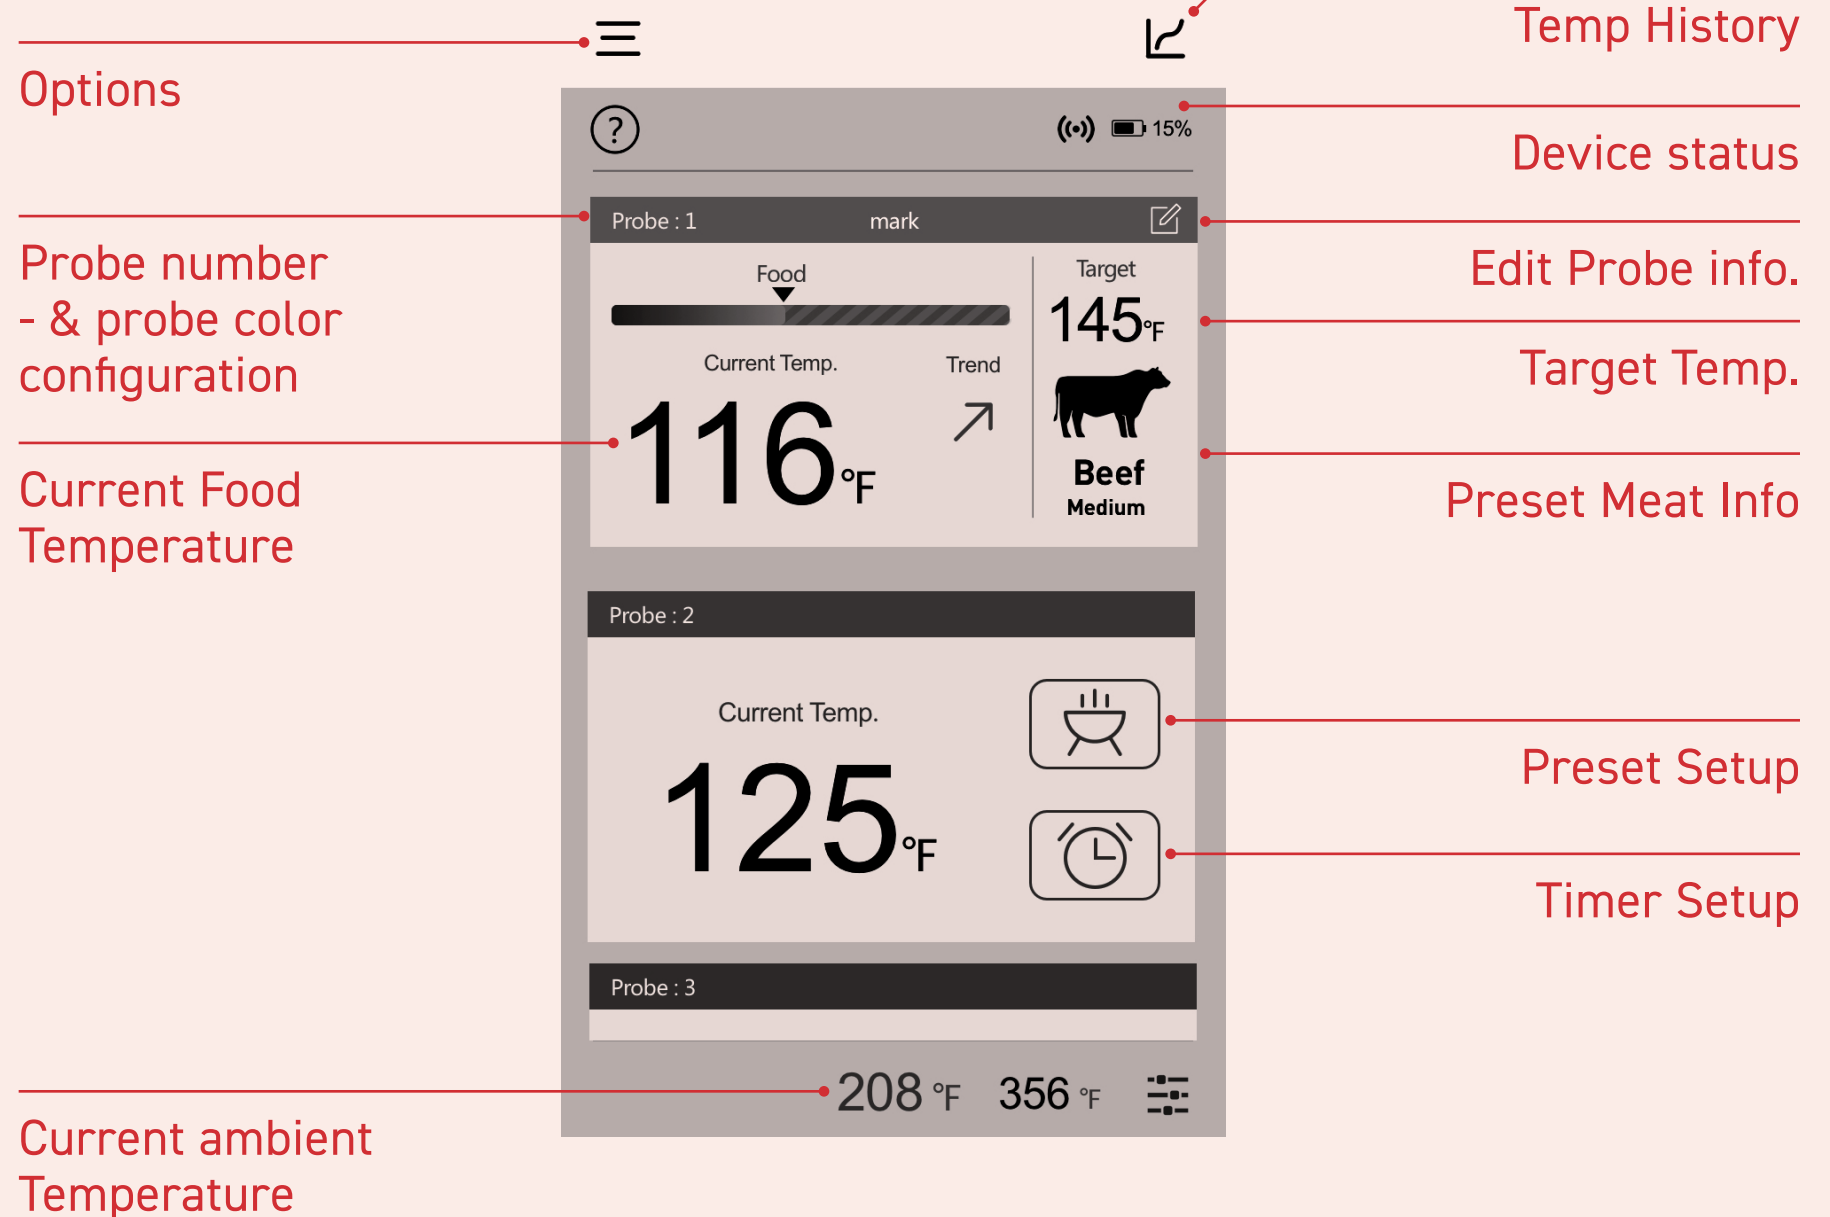 Temp History
Options
?
15%
Device status
Probe : 1
mark
Edit Probe info.
Probe number
- & probe color
configuration
Food
Target
145°F
Target Temp.
Current Temp.
Trend
116°F
Beef
Medium
Current Food
Temperature
Preset Meat Info
Probe : 2
Current Temp.
125°F
Preset Setup
Timer Setup
Probe : 3
208 °F
356 °F
Current ambient
Temperature